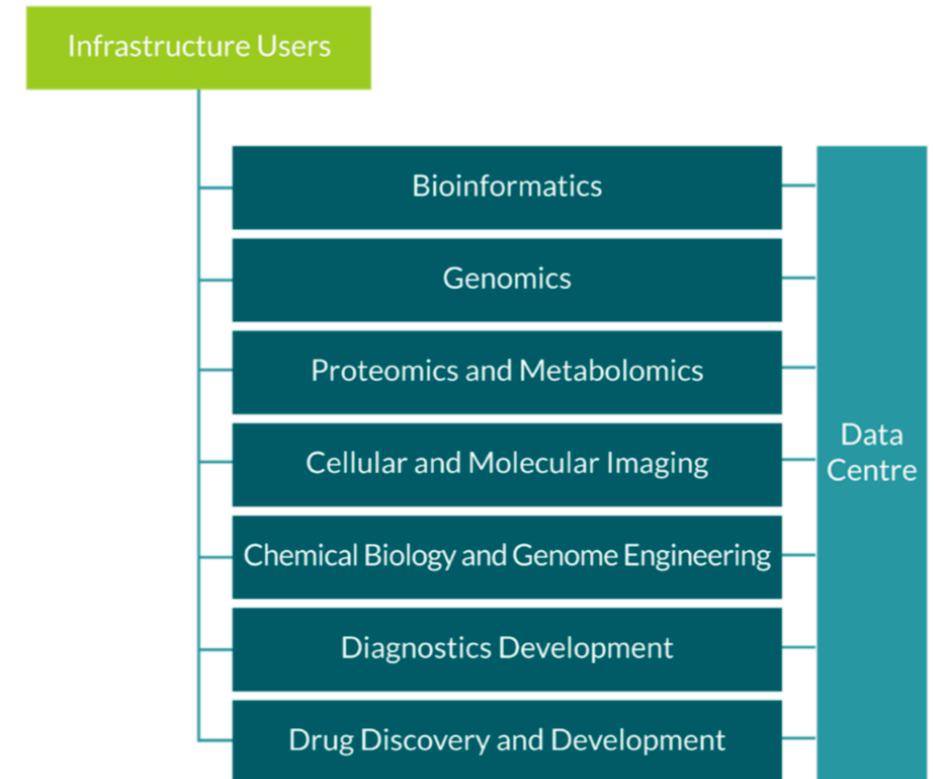 Infrastructure Users
Bioinformatics
Genomics
Proteomics and Metabolomics
Cellular and Molecular Imaging
Chemical Biology and Genome Engineering
Diagnostics Development
Drug Discovery and Development
Data
Centre